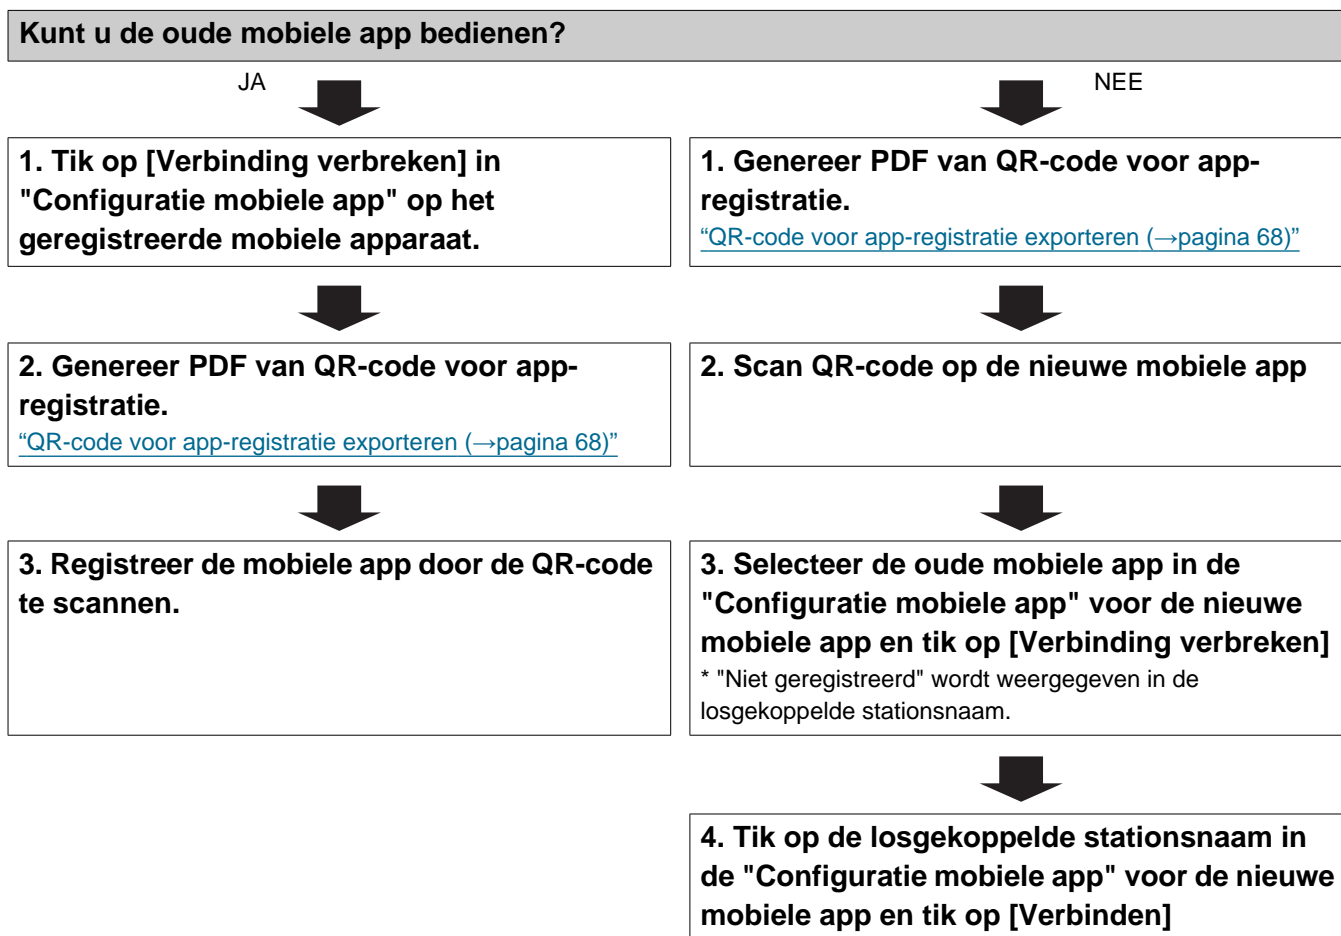 Kunt u de oude mobiele app bedienen?
JA
NEE
1. Tik op [Verbinding verbreken] in
"Configuratie mobiele app" op het
geregistreerde mobiele apparaat.
2. Genereer PDF van QR-code voor app-
registratie.
“QR-code voor app-registratie exporteren (→pagina 68)”
3. Registreer de mobiele app door de QR-code
te scannen.
1. Genereer PDF van QR-code voor app-
registratie.
“QR-code voor app-registratie exporteren (→pagina 68)”
2. Scan QR-code op de nieuwe mobiele app
3. Selecteer de oude mobiele app in de
"Configuratie mobiele app" voor de nieuwe
mobiele app en tik op [Verbinding verbreken]
* "Niet geregistreerd" wordt weergegeven in de
losgekoppelde stationsnaam.
4. Tik op de losgekoppelde stationsnaam in
de "Configuratie mobiele app" voor de nieuwe
mobiele app en tik op [Verbinden]